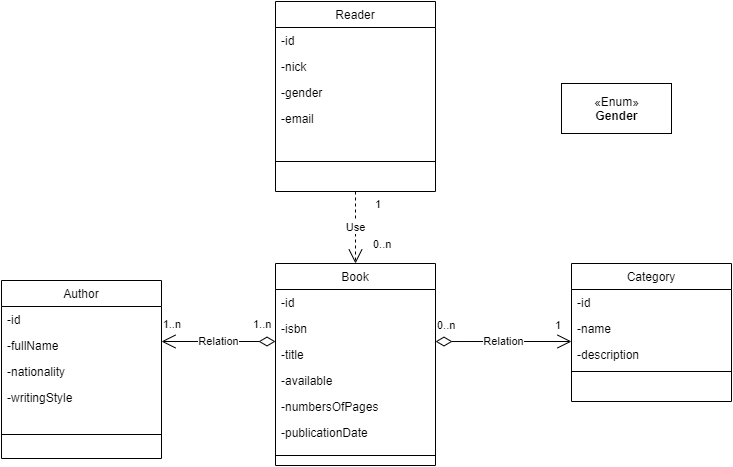 Reader
-id
-nick
-gender
-email
«Enum»
Gender
1
Use
0..n
Author
-id
-fullName
-nationality
-writingStyle
1..n
Relation
1..n
Book
-id
-isbn
-title
-available
-numbersOfPages
-publicationDate
0..n
Relation
1
Category
-id
-name
-description